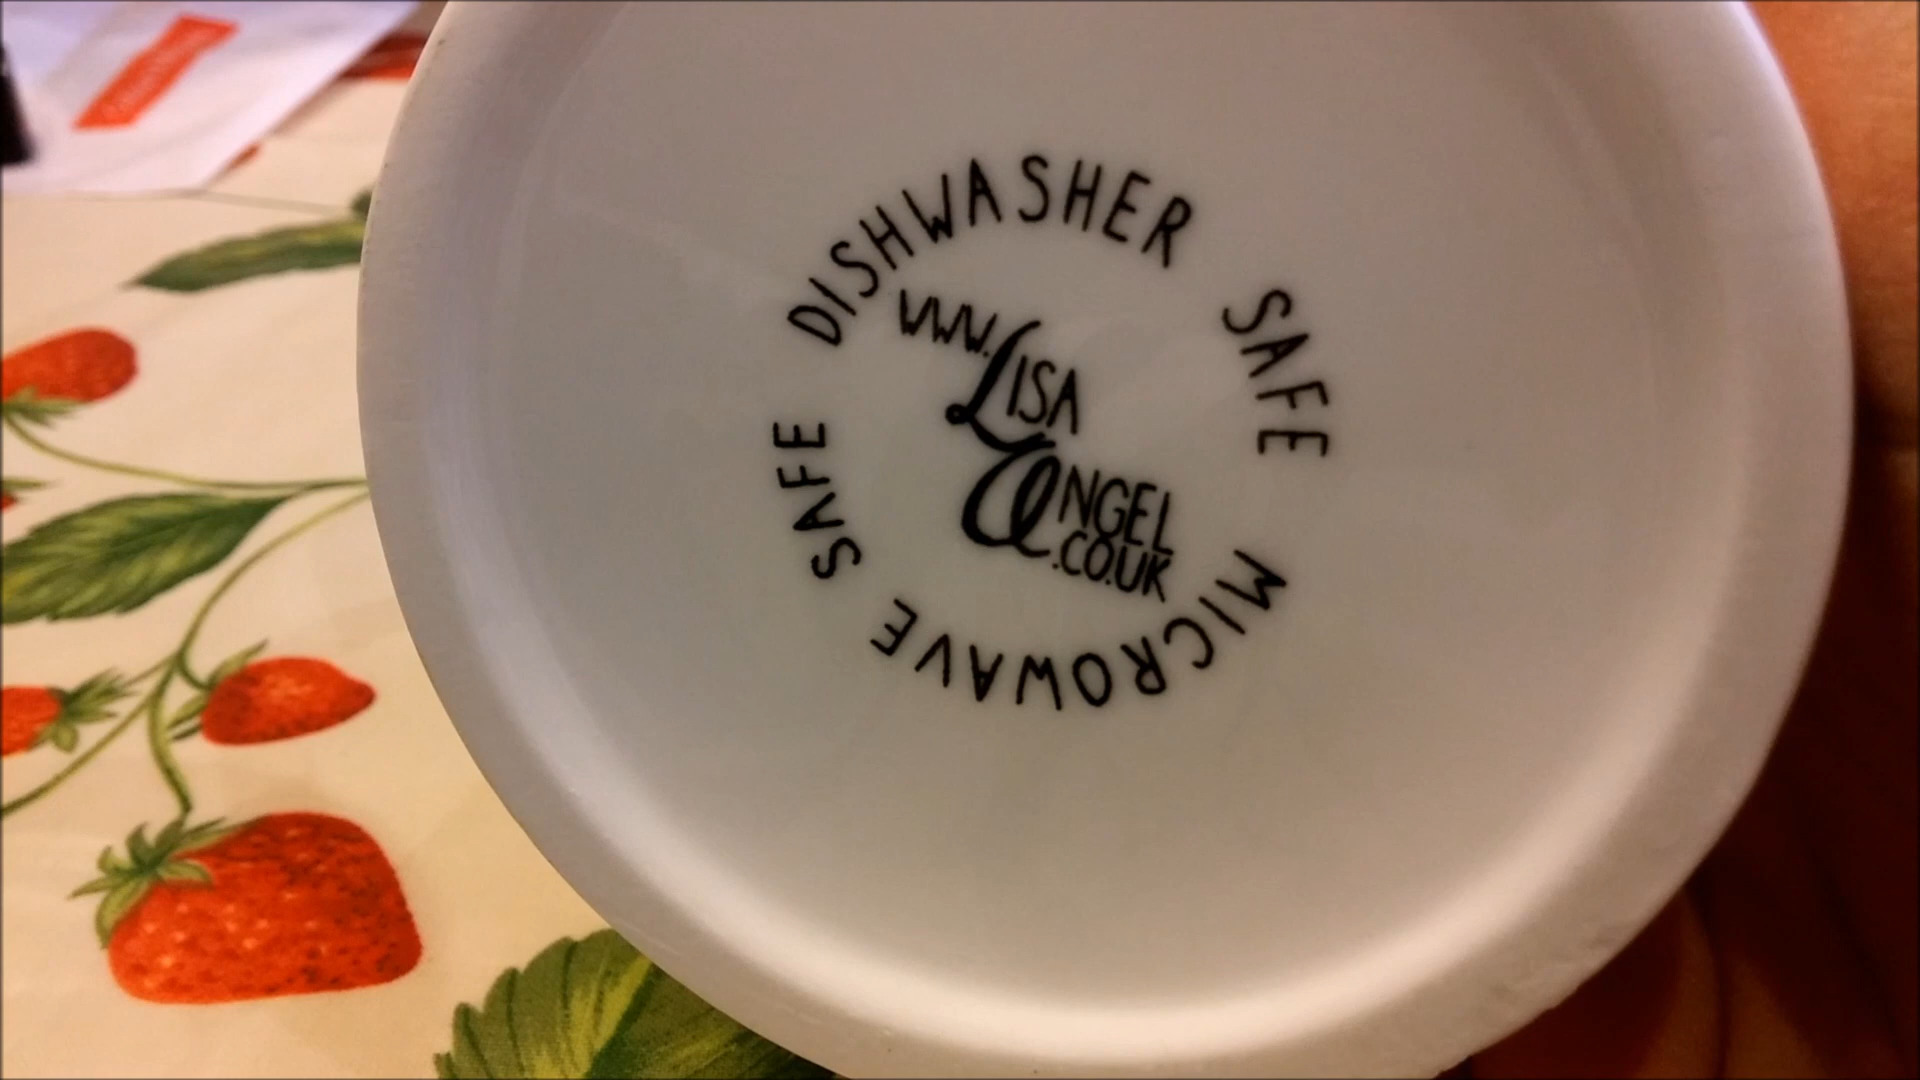 DISHWASHER SAFE
WWW.LISA
ANGEL
.CO.UK
MICROWAVE SAFE